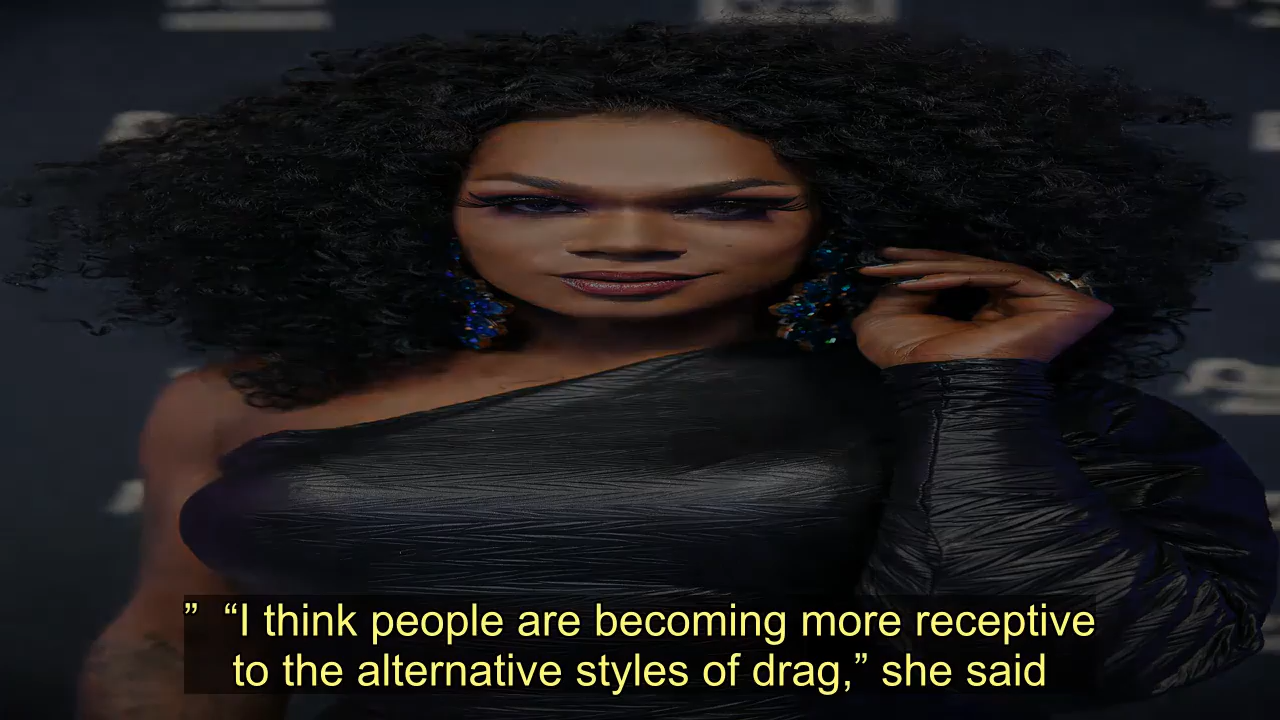 ” “I think people are becoming more receptive
to the alternative styles of drag,” she said